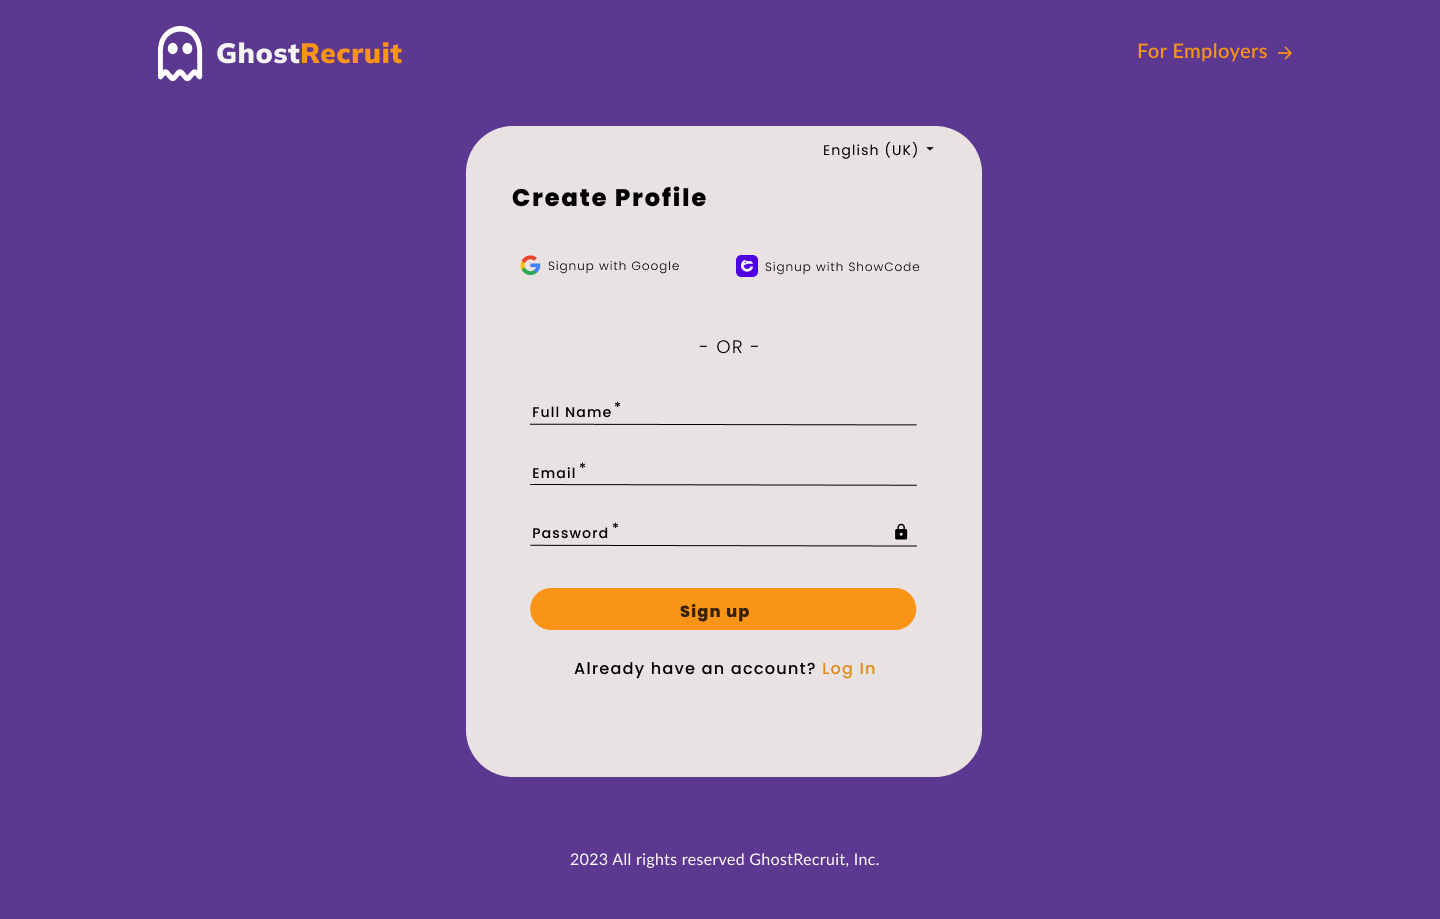 GhostRecruit
For Employers →
English (UK)
Create Profile
Signup with Google
Signup with ShowCode
- OR -
Full Name*
Email*
Password*
Sign up
Already have an account? Log In
2023 All rights reserved GhostRecruit, Inc.